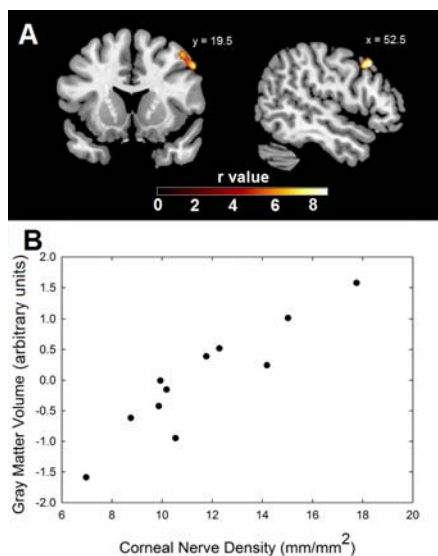 A
y = 19.5
x = 52.5
r value
0 2 4 6 8
B
Gray Matter Volume (arbitrary units)
2.0
1.5
1.0
0.5
0.0
-0.5
-1.0
-1.5
-2.0
6 8 10 12 14 16 18 20
Corneal Nerve Density (mm/mm²)